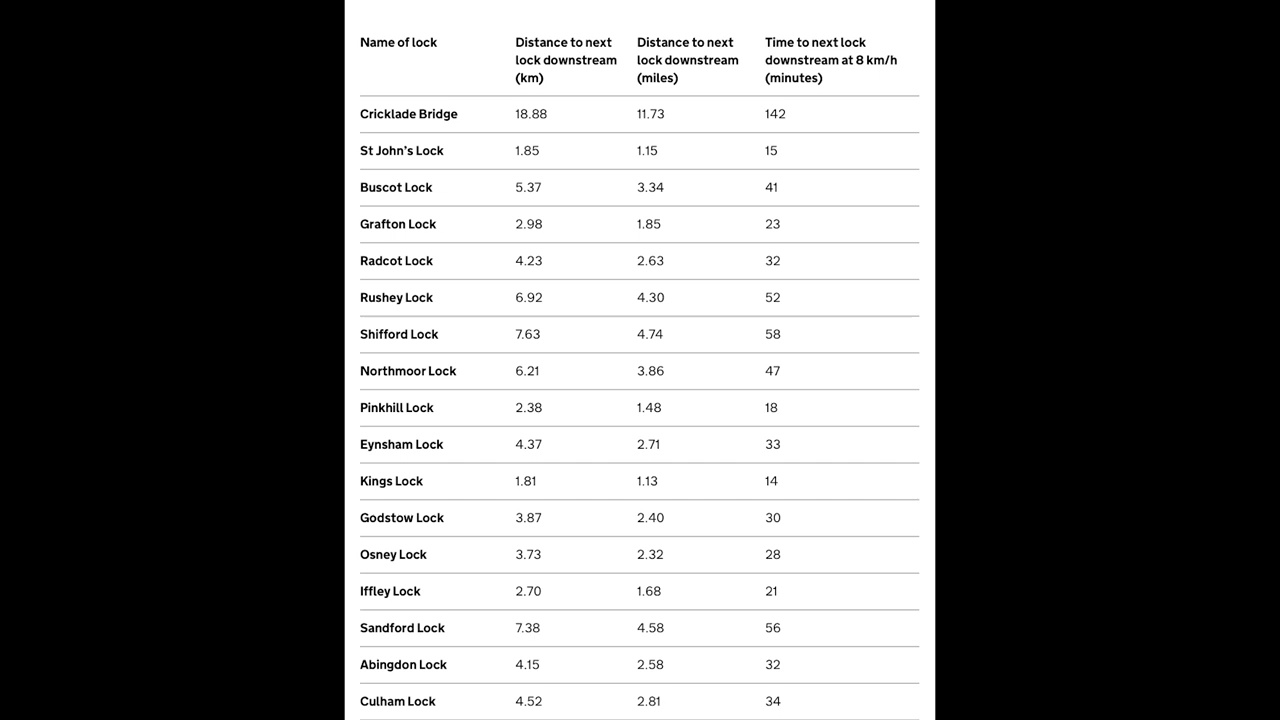 Name of lock Distance to next lock downstream (km) Distance to next lock downstream (miles) Time to next lock downstream at 8 km/h (minutes)
Cricklade Bridge 18.88 11.73 142
St John’s Lock 1.85 1.15 15
Buscot Lock 5.37 3.34 41
Grafton Lock 2.98 1.85 23
Radcot Lock 4.23 2.63 32
Rushey Lock 6.92 4.30 52
Shifford Lock 7.63 4.74 58
Northmoor Lock 6.21 3.86 47
Pinkhill Lock 2.38 1.48 18
Eynsham Lock 4.37 2.71 33
Kings Lock 1.81 1.13 14
Godstow Lock 3.87 2.40 30
Osney Lock 3.73 2.32 28
Iffley Lock 2.70 1.68 21
Sandford Lock 7.38 4.58 56
Abingdon Lock 4.15 2.58 32
Culham Lock 4.52 2.81 34